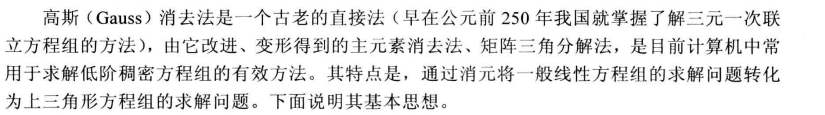 高斯（Gauss）消去法是一个古老的直接法（早在公元前 250 年我国就掌握了解三元一次联
立方程组的方法），由它改进、变形得到的主元素消去法、矩阵三角分解法，是目前计算机中常
用于求解低阶稠密方程组的有效方法。其特点是，通过消元将一般线性方程组的求解问题转化
为上三角形方程组的求解问题。下面说明其基本思想。